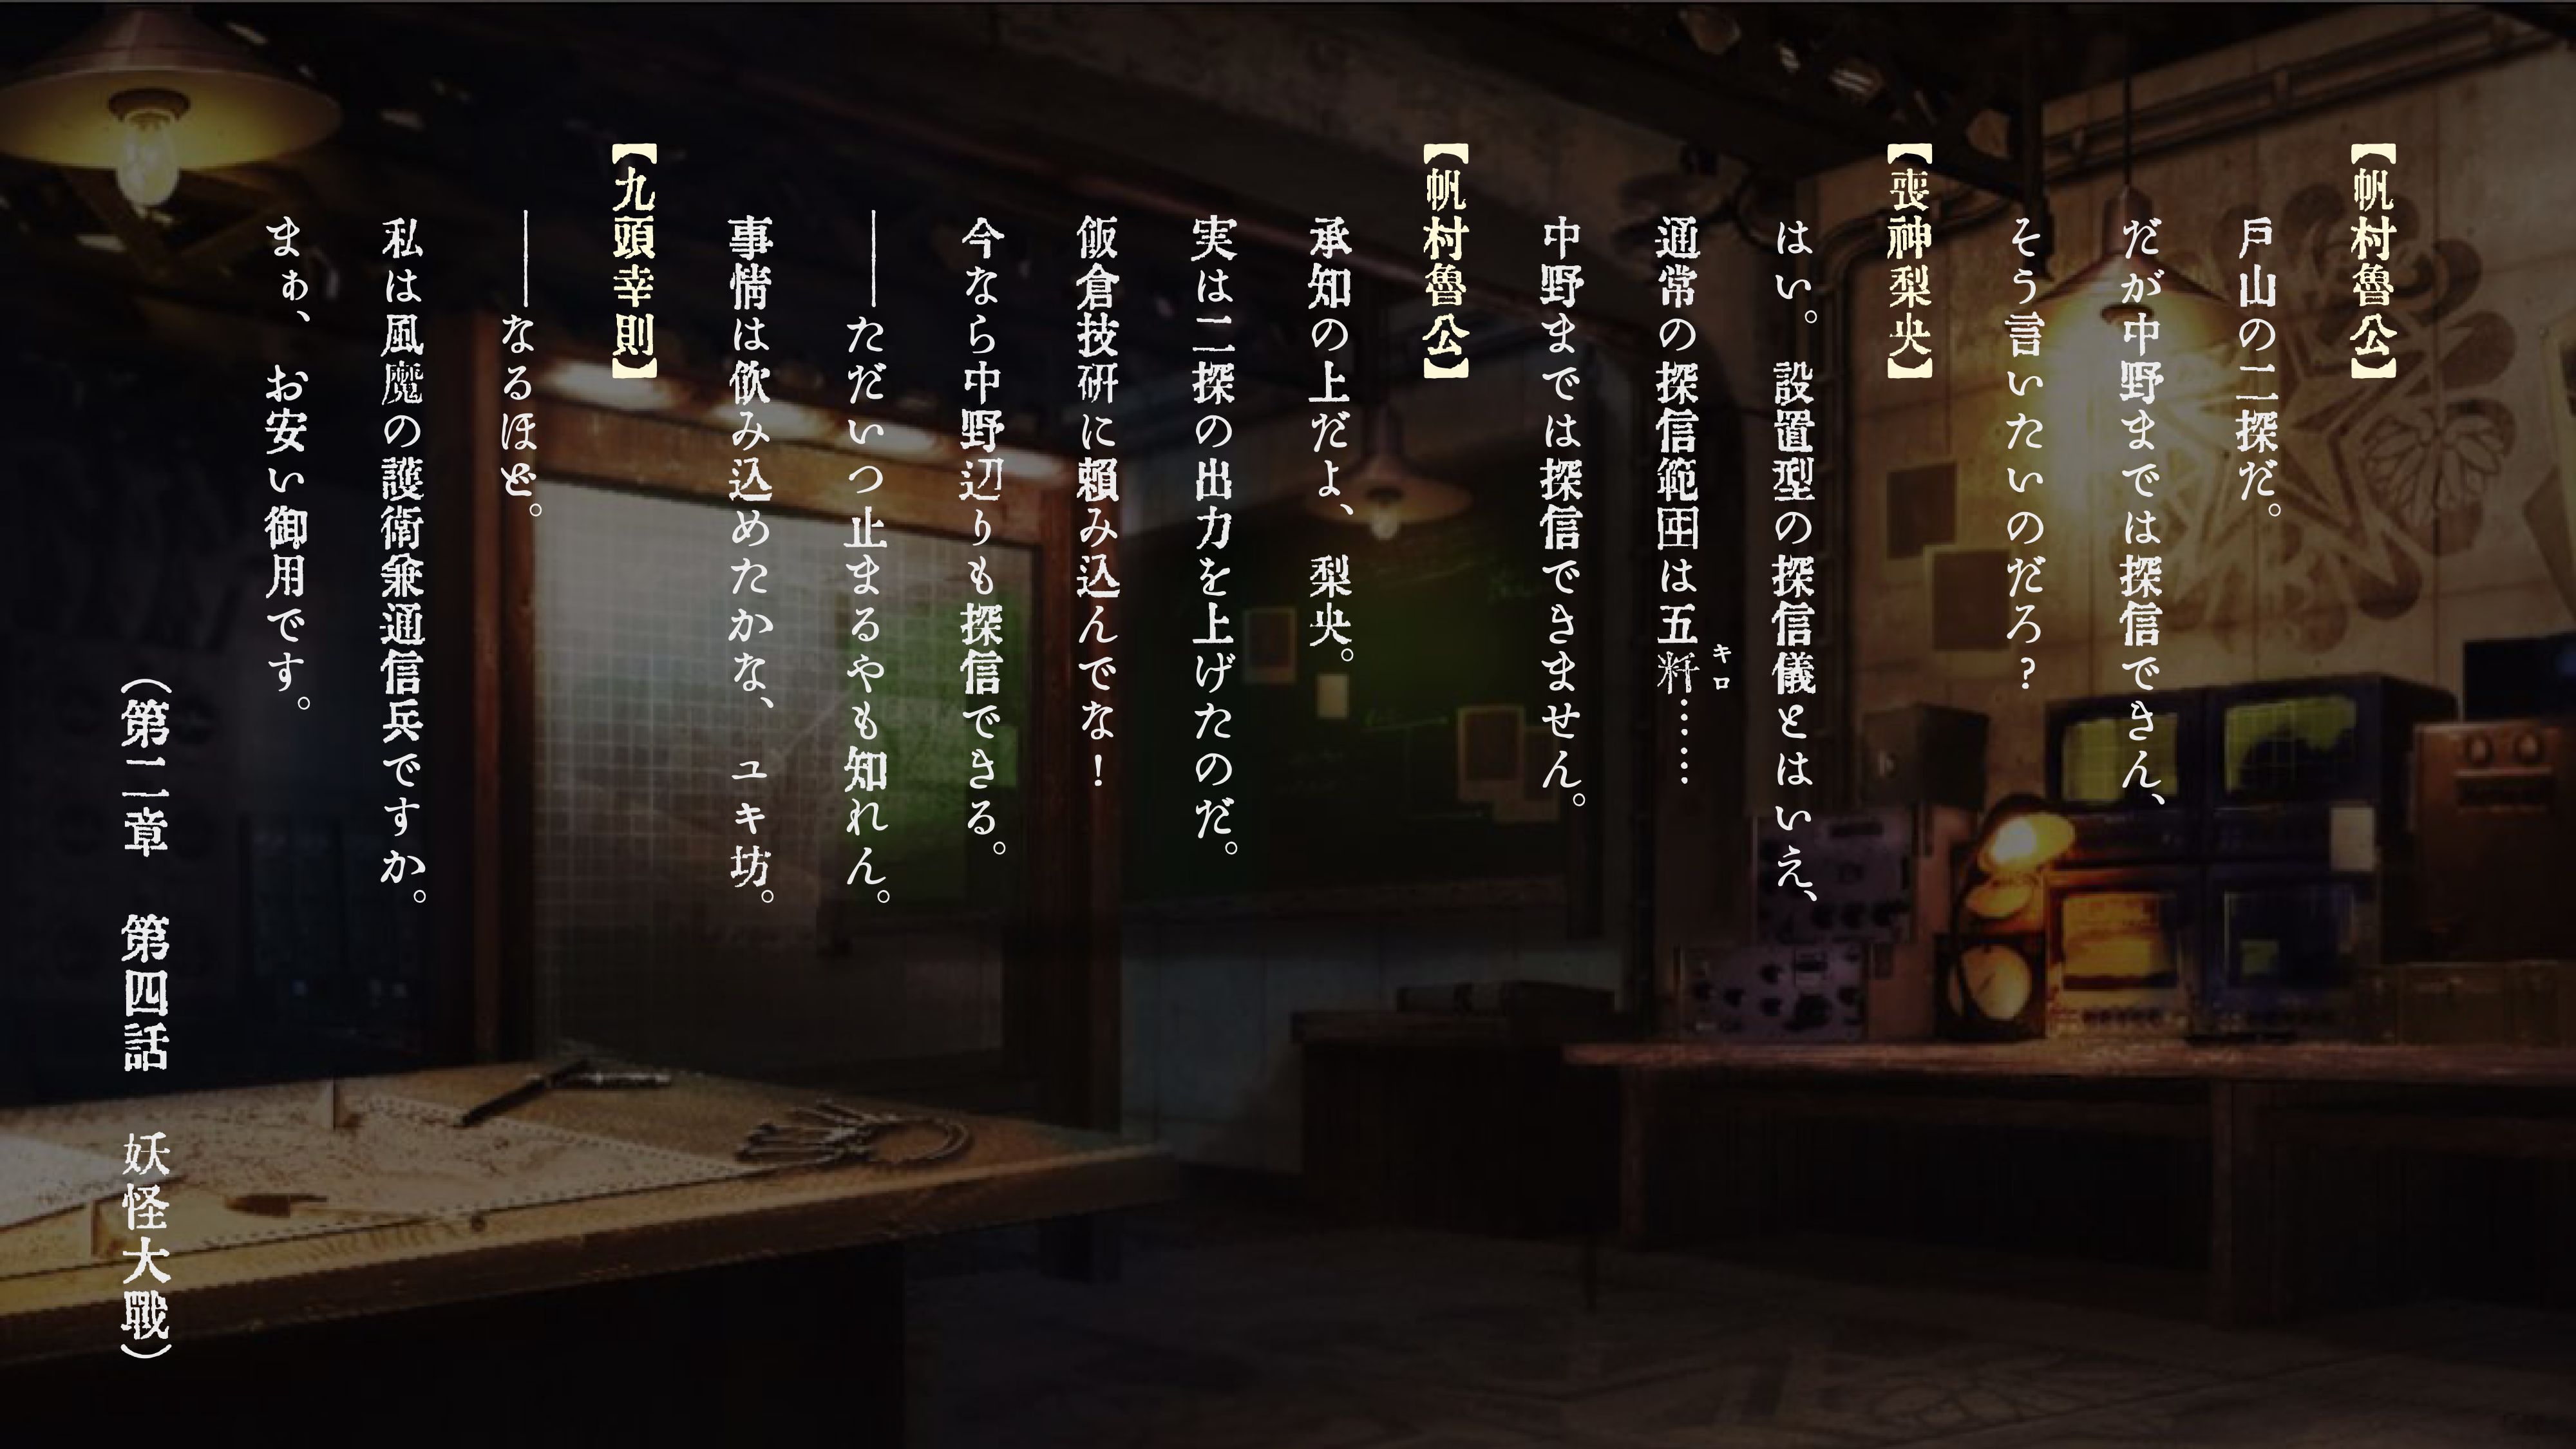 【帆村魯公】
戸山の二探だ。
だが中野までは探信できん、
そう言いたいのだろ?
【喪神梨央】
はい。 設置型の探信儀とはいえ、
通常の探信範囲は五粁……
キロ
中野までは探信できません。
【帆村魯公】
承知の上だよ、 梨央。
実は二探の出力を上げたのだ。
飯倉技研に頼み込んでな!
今なら中野辺りも探信できる。
――ただいつ止まるやも知れん。
事情は飲み込めたかな、 ユキ坊。
【九頭幸則】
――なるほど。
私は風魔の護衛兼通信兵ですか。
まぁ、 お安い御用です。
(第二章 第四話 妖怪大戰)